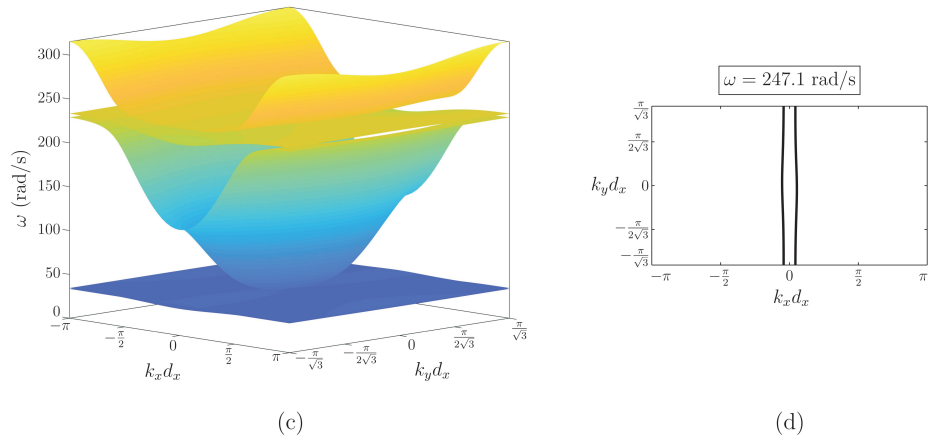 300
250
200
150
100
50
0
ω (rad/s)
−π
−π/2
0
π/2
π
k_x d_x
−π/√3
−π/2√3
0
π/2√3
π/√3
k_y d_x
(c)
ω = 247.1 rad/s
π/√3
π/2√3
k_y d_x 0
−π/2√3
−π/√3
−π −π/2 0 π/2 π
k_x d_x
(d)